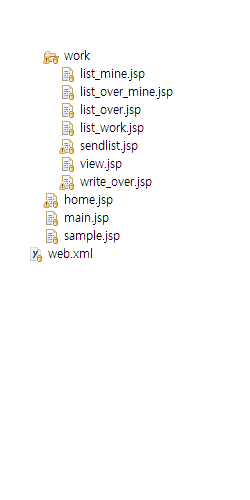 work
list_mine.jsp
list_over_mine.jsp
list_over.jsp
list_work.jsp
sendlist.jsp
view.jsp
write_over.jsp
home.jsp
main.jsp
sample.jsp
web.xml